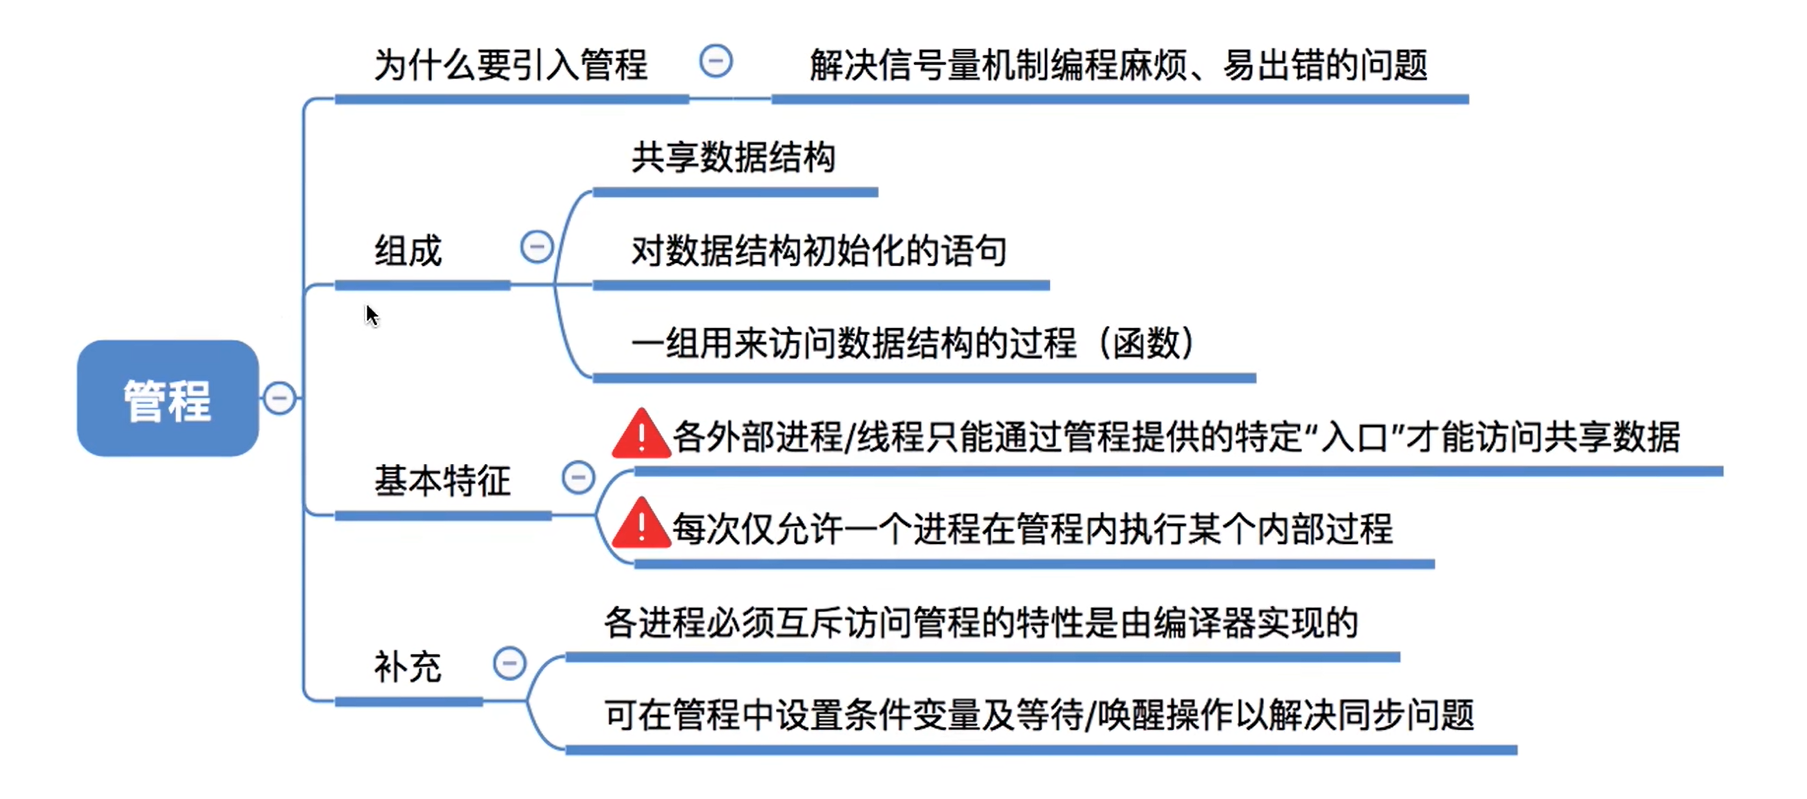 为什么要引入管程
解决信号量机制编程麻烦、易出错的问题
共享数据结构
组成
对数据结构初始化的语句
一组用来访问数据结构的过程（函数）
管程
各外部进程/线程只能通过管程提供的特定“入口”才能访问共享数据
基本特征
每次仅允许一个进程在管程内执行某个内部过程
各进程必须互斥访问管程的特性是由编译器实现的
补充
可在管程中设置条件变量及等待/唤醒操作以解决同步问题